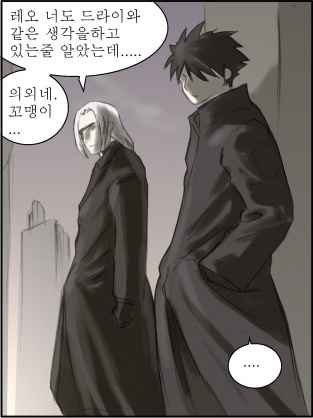 레오 너도 드라이와
같은 생각을하고
있는줄 알았는데.....
의외네.
꼬맹이
...
....